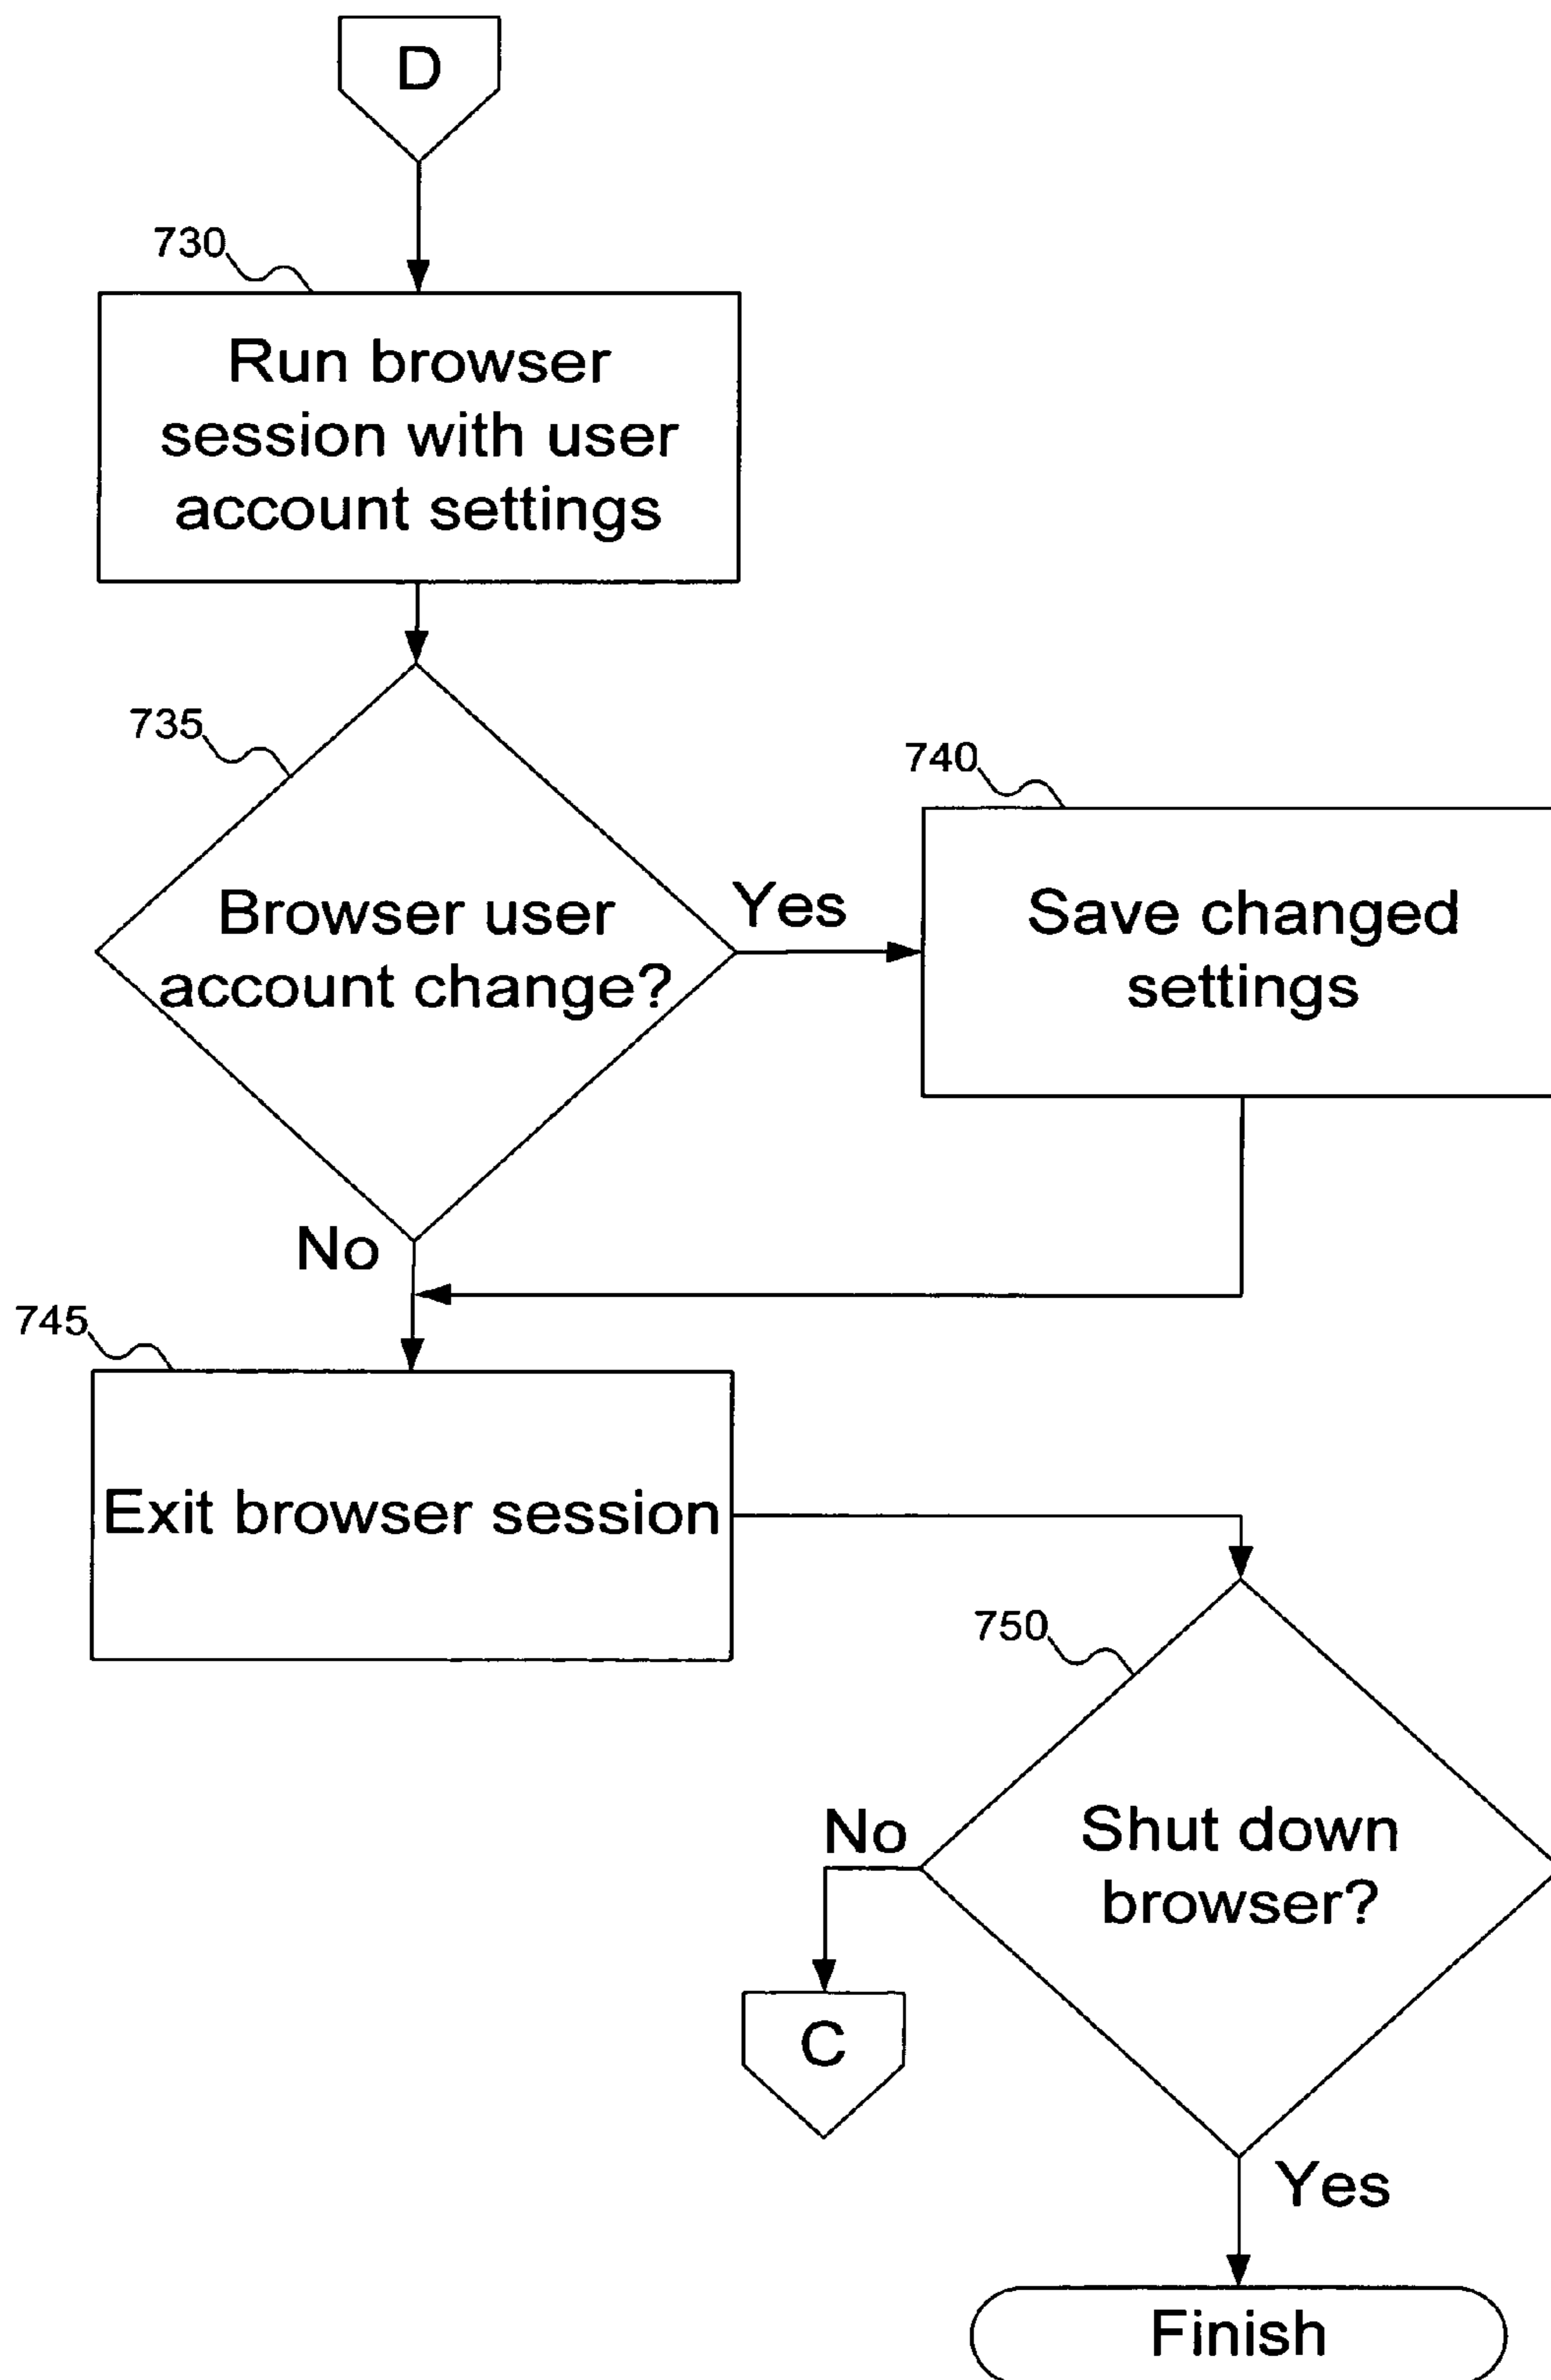 D
730
Run browser
session with user
account settings
735
Browser user
account change?
Yes
740
Save changed
settings
No
745
Exit browser session
750
Shut down
browser?
No
C
Yes
Finish